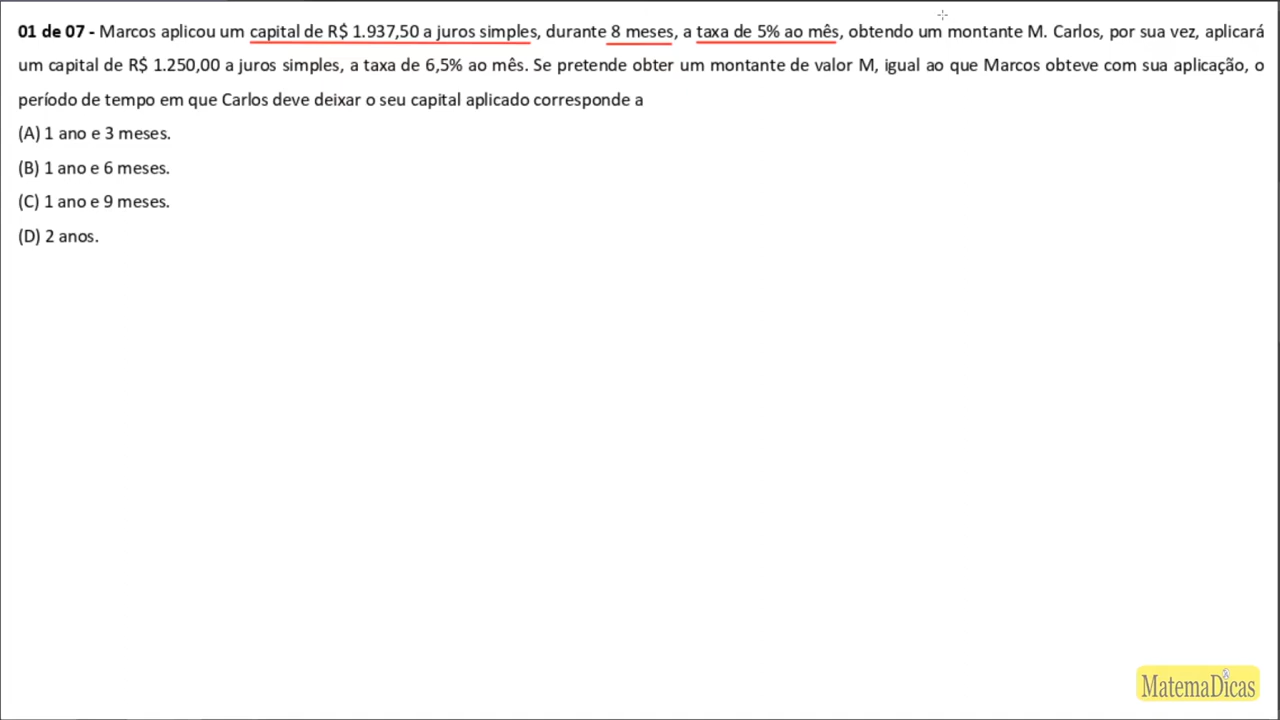 01 de 07 - Marcos aplicou um capital de R$ 1.937,50 a juros simples, durante 8 meses, a taxa de 5% ao mês, obtendo um montante M. Carlos, por sua vez, aplicará
um capital de R$ 1.250,00 a juros simples, a taxa de 6,5% ao mês. Se pretende obter um montante de valor M, igual ao que Marcos obteve com sua aplicação, o
período de tempo em que Carlos deve deixar o seu capital aplicado corresponde a
(A) 1 ano e 3 meses.
(B) 1 ano e 6 meses.
(C) 1 ano e 9 meses.
(D) 2 anos.
MatemaDicas